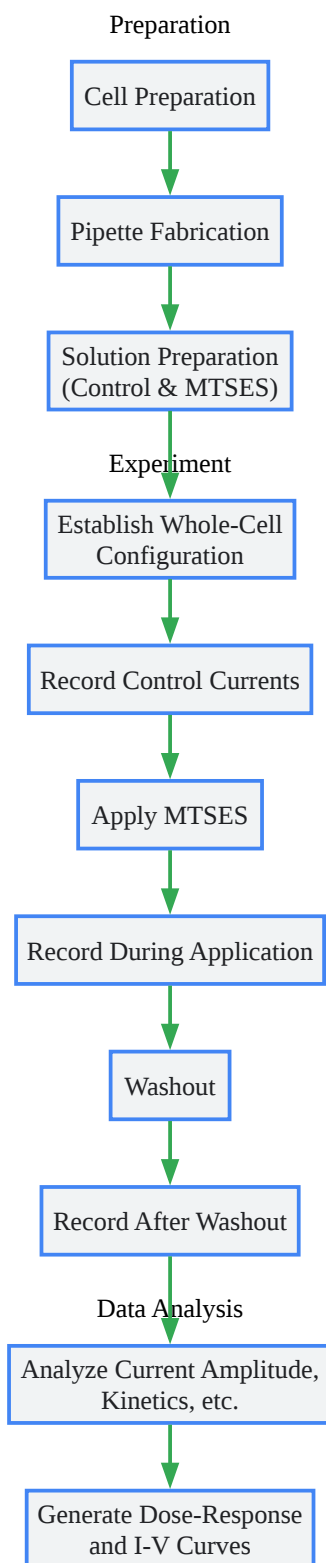 Preparation
Cell Preparation
Pipette Fabrication
Solution Preparation
(Control & MTSES)
Experiment
Establish Whole-Cell
Configuration
Record Control Currents
Apply MTSES
Record During Application
Washout
Record After Washout
Data Analysis
Analyze Current Amplitude,
Kinetics, etc.
Generate Dose-Response
and I-V Curves